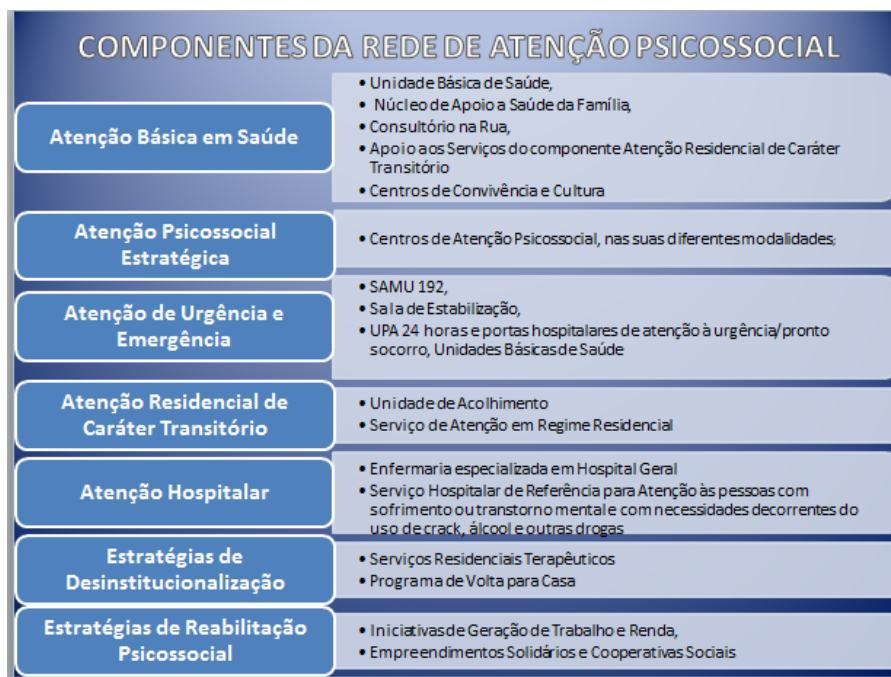 COMPONENTES DA REDE DE ATENÇÃO PSICOSSOCIAL
Atenção Básica em Saúde
• Unidade Básica de Saúde,
• Núcleo de Apoio a Saúde da Família,
• Consultório na Rua,
• Apoio aos Serviços do componente Atenção Residencial de Caráter
Transitório
• Centros de Convivência e Cultura
Atenção Psicossocial
Estratégica
• Centros de Atenção Psicossocial, nas suas diferentes modalidades;
Atenção de Urgência e
Emergência
• SAMU 192,
• Sala de Estabilização,
• UPA 24 horas e portas hospitalares de atenção à urgência/pronto
socorro, Unidades Básicas de Saúde
Atenção Residencial de
Caráter Transitório
• Unidade de Acolhimento
• Serviço de Atenção em Regime Residencial
Atenção Hospitalar
• Enfermaria especializada em Hospital Geral
• Serviço Hospitalar de Referência para Atenção às pessoas com
sofrimento ou transtorno mental e com necessidades decorrentes do
uso de crack, álcool e outras drogas
Estratégias de
Desinstitucionalização
• Serviços Residenciais Terapêuticos
• Programa de Volta para Casa
Estratégias de Reabilitação
Psicossocial
• Iniciativas de Geração de Trabalho e Renda,
• Empreendimentos Solidários e Cooperativas Sociais